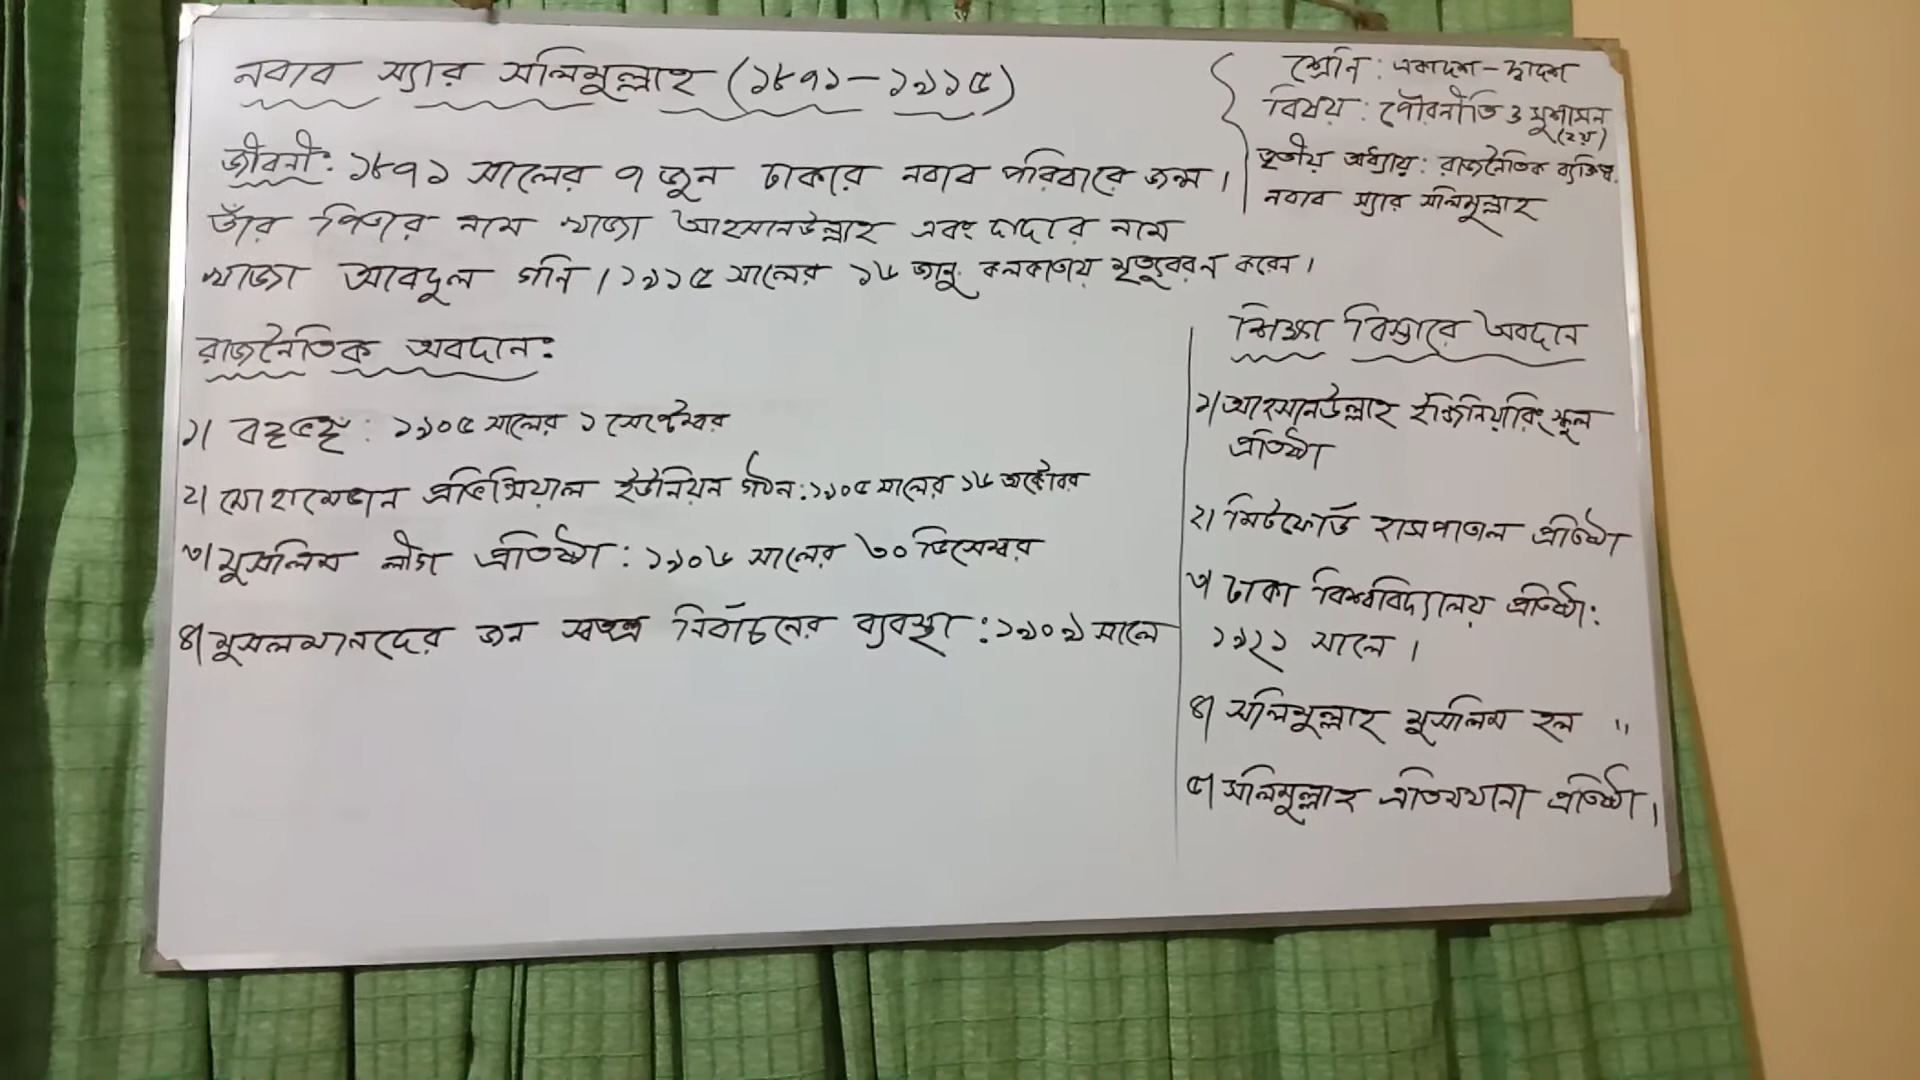 নবাব স্যার সলিমুল্লাহ (১৮৭১-১৯১৫)
শ্রেনি: একাদশ-দ্বাদশ
বিষয়: পৌরনীতি ও সুশাসন (২য়)
তৃতীয় অধ্যায়: রাজনৈতিক ব্যক্তিত্ব.
নবাব স্যার সলিমুল্লাহ
জীবনী: ১৮৭১ সালের ৭ জুন ঢাকার নবাব পরিবারে জন্ম।
তাঁর পিতার নাম খাজা আহসানউল্লাহ এবং দাদার নাম
খাজা আবদুল গনি। ১৯১৫ সালের ১৬ জানু. কলকাতায় মৃত্যুবরন করেন।
রাজনৈতিক অবদান:
১। বঙ্গভঙ্গ: ১৯০৫ সালের ১ সেপ্টেম্বর
২। মোহামেডান প্রভিন্সিয়াল ইউনিয়ন গঠন: ১৯০৫ সালের ১৬ অক্টোবর
৩। মুসলিম লীগ প্রতিষ্ঠা: ১৯০৬ সালের ৩০ ডিসেম্বর
৪। মুসলমানদের জন্য স্বতন্ত্র নির্বাচনের ব্যবস্থা: ১৯০৯ সালে
শিক্ষা বিস্তারে অবদান
১। আহসানউল্লাহ ইঞ্জিনিয়ারিং স্কুল
প্রতিষ্ঠা
২। মিটফোর্ড হাসপাতাল প্রতিষ্ঠা
৩। ঢাকা বিশ্ববিদ্যালয় প্রতিষ্ঠা:
১৯২১ সালে।
৪। সলিমুল্লাহ মুসলিম হল "
৫। সলিমুল্লাহ এতিমখানা প্রতিষ্ঠা।